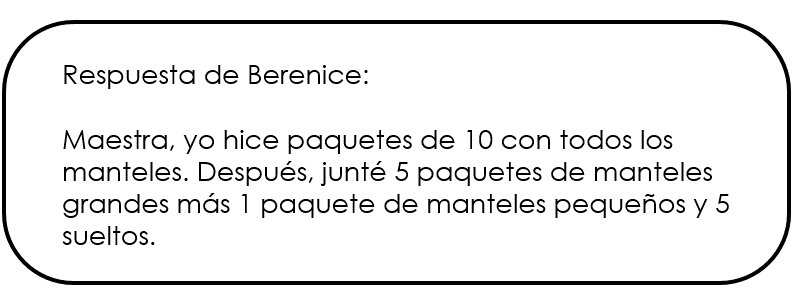 Respuesta de Berenice:
Maestra, yo hice paquetes de 10 con todos los
manteles. Después, junté 5 paquetes de manteles
grandes más 1 paquete de manteles pequeños y 5
sueltos.